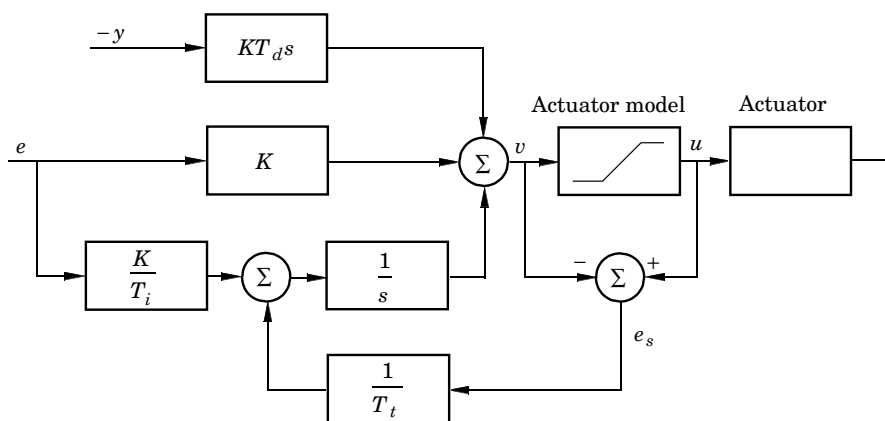 − y
KT_d s
Actuator model
Actuator
e
K
Σ
v
u
K
T_i
Σ
1
s
− Σ +
e_s
1
T_t